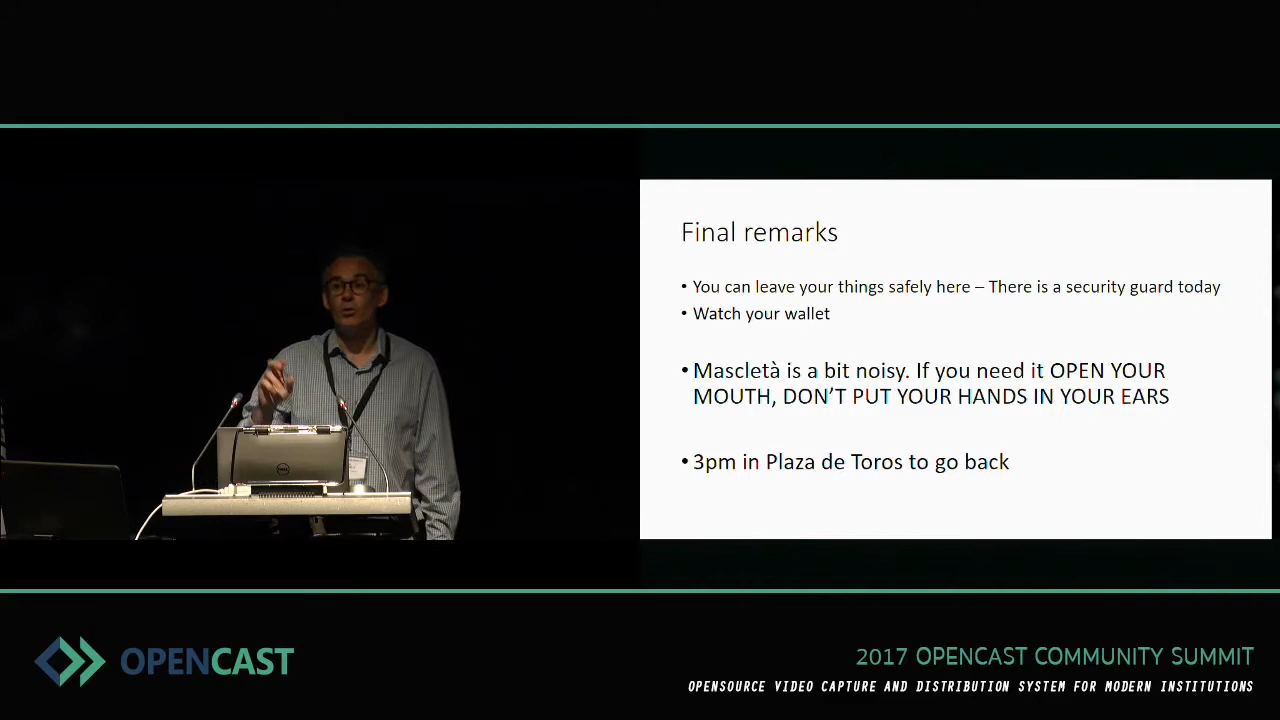 Final remarks
• You can leave your things safely here – There is a security guard today
• Watch your wallet
• Mascletà is a bit noisy. If you need it OPEN YOUR
MOUTH, DON’T PUT YOUR HANDS IN YOUR EARS
• 3pm in Plaza de Toros to go back
DELL
OPENCAST
2017 OPENCAST COMMUNITY SUMMIT
OPENSOURCE VIDEO CAPTURE AND DISTRIBUTION SYSTEM FOR MODERN INSTITUTIONS